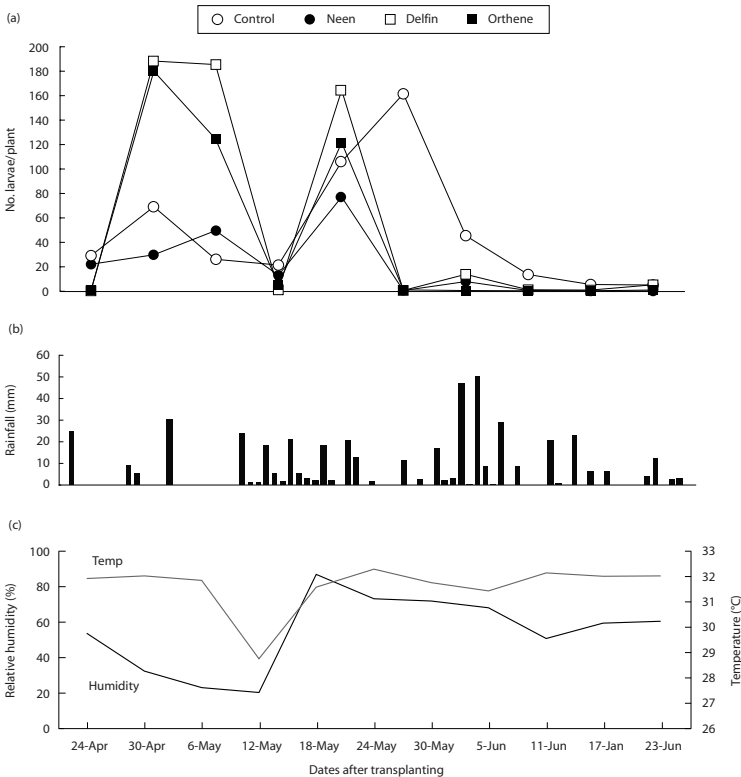 (a)
Control Neen Delfin Orthene
200
180
160
140
120
100
80
60
40
20
0
No. larvae/plant
(b)
60
50
40
30
20
10
0
Rainfall (mm)
(c)
100
80
60
40
20
0
Relative humidity (%)
Temp
Humidity
33
32
31
30
29
28
27
26
Temperature (°C)
24-Apr 30-Apr 6-May 12-May 18-May 24-May 30-May 5-Jun 11-Jun 17-Jan 23-Jun
Dates after transplanting